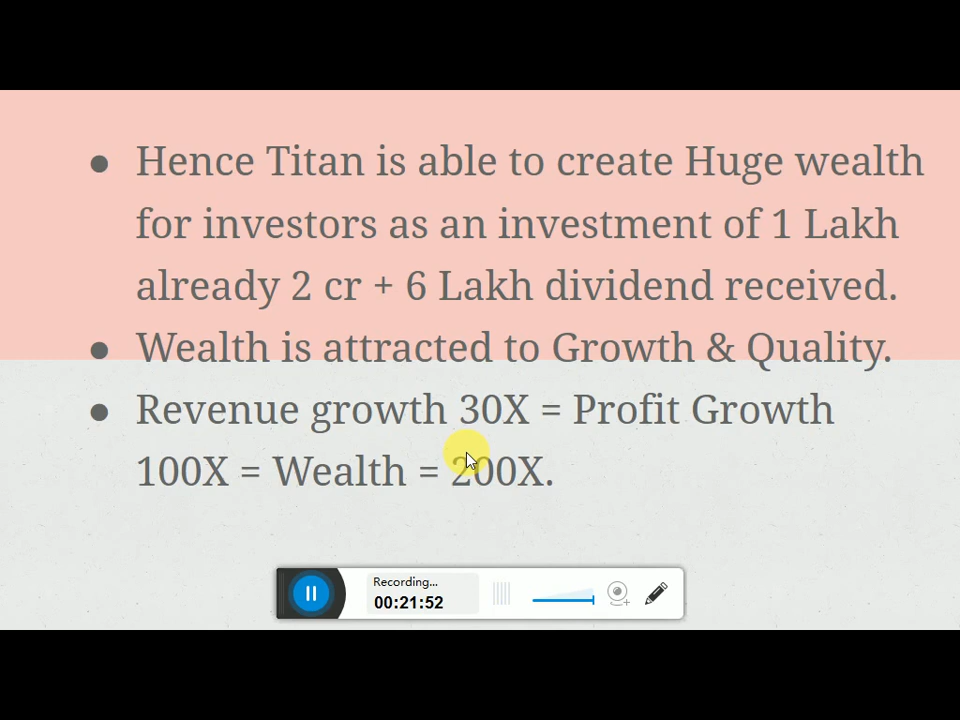 ● Hence Titan is able to create Huge wealth
for investors as an investment of 1 Lakh
already 2 cr + 6 Lakh dividend received.
● Wealth is attracted to Growth & Quality.
● Revenue growth 30X = Profit Growth
100X = Wealth = 200X.
Recording...
00:21:52